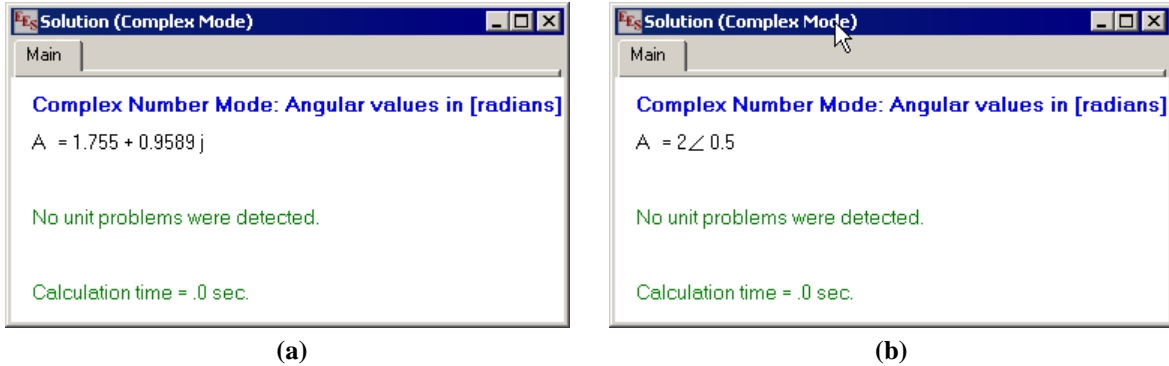 EES Solution (Complex Mode)
Main
Complex Number Mode: Angular values in [radians]
A = 1.755 + 0.9589 j
No unit problems were detected.
Calculation time = .0 sec.
(a)
EES Solution (Complex Mode)
Main
Complex Number Mode: Angular values in [radians]
A = 2∠ 0.5
No unit problems were detected.
Calculation time = .0 sec.
(b)